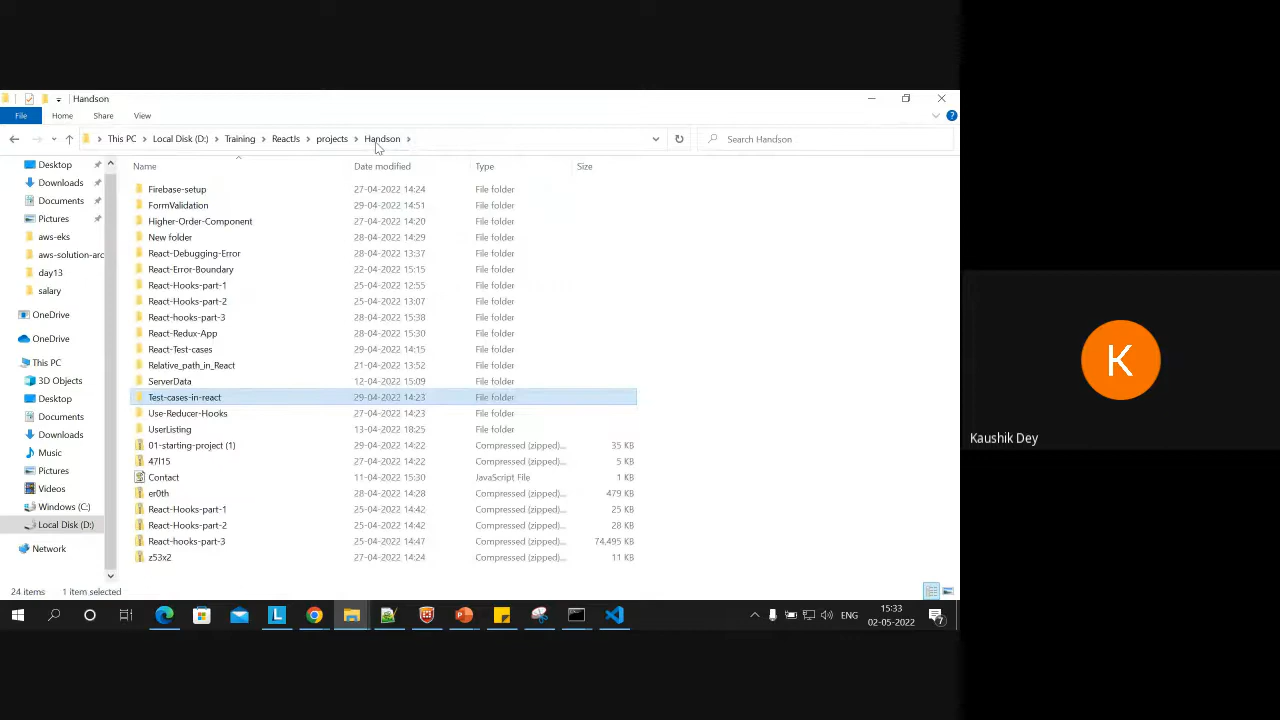 Handson
File Home Share View
This PC Local Disk (D:) Training ReactJs projects Handson Search Handson
Name Date modified Type Size
Desktop
Downloads
Documents
Pictures
aws-eks
aws-solution-arc
day13
salary
OneDrive
OneDrive
This PC
3D Objects
Desktop
Documents
Downloads
Music
Pictures
Videos
Windows (C:)
Local Disk (D:)
Network
Firebase-setup 27-04-2022 14:24 File folder
FormValidation 29-04-2022 14:51 File folder
Higher-Order-Component 27-04-2022 14:20 File folder
New folder 28-04-2022 14:29 File folder
React-Debugging-Error 28-04-2022 13:37 File folder
React-Error-Boundary 22-04-2022 15:15 File folder
React-Hooks-part-1 25-04-2022 12:55 File folder
React-Hooks-part-2 25-04-2022 13:07 File folder
React-hooks-part-3 28-04-2022 15:38 File folder
React-Redux-App 28-04-2022 15:30 File folder
React-Test-cases 29-04-2022 14:15 File folder
Relative_path_in_React 21-04-2022 13:52 File folder
ServerData 12-04-2022 15:09 File folder
Test-cases-in-react 29-04-2022 14:23 File folder
Use-Reducer-Hooks 27-04-2022 14:23 File folder
UserListing 13-04-2022 18:25 File folder
01-starting-project (1) 29-04-2022 14:22 Compressed (zipped)... 35 KB
47l15 27-04-2022 14:22 Compressed (zipped)... 5 KB
Contact 11-04-2022 15:30 JavaScript File 1 KB
er0th 28-04-2022 14:28 Compressed (zipped)... 479 KB
React-Hooks-part-1 25-04-2022 14:42 Compressed (zipped)... 25 KB
React-Hooks-part-2 25-04-2022 14:42 Compressed (zipped)... 28 KB
React-hooks-part-3 25-04-2022 14:47 Compressed (zipped)... 74,495 KB
z53x2 27-04-2022 14:24 Compressed (zipped)... 11 KB
24 items 1 item selected
L
ENG
15:33
02-05-2022
7
K
Kaushik Dey